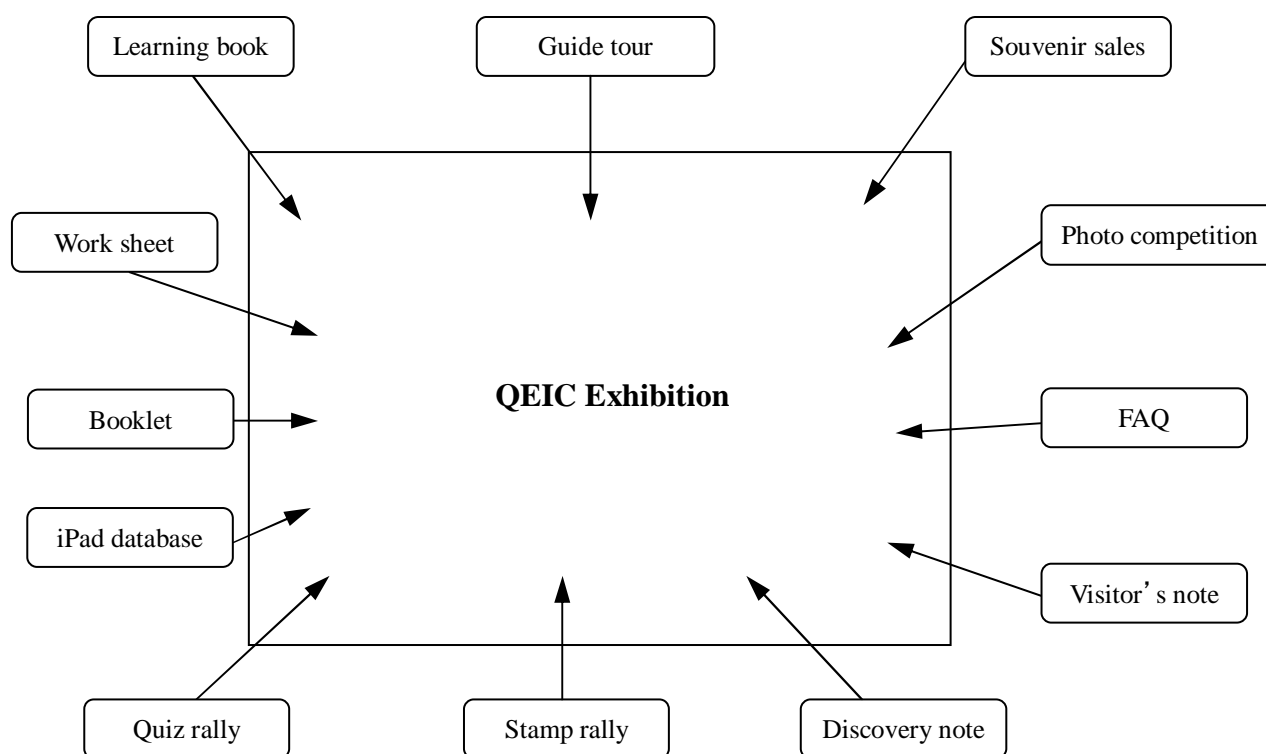 Learning book
Guide tour
Souvenir sales
Work sheet
Photo competition
QEIC Exhibition
Booklet
FAQ
iPad database
Visitor’s note
Quiz rally
Stamp rally
Discovery note